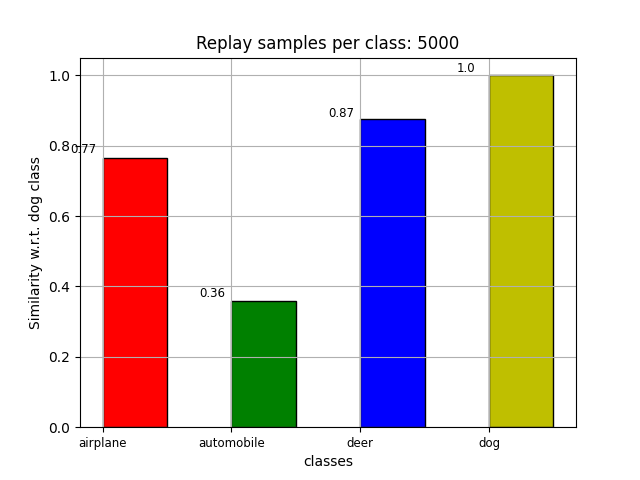 Replay samples per class: 5000
Similarity w.r.t. dog class
1.0
0.8
0.6
0.4
0.2
0.0
0.77
0.36
0.87
1.0
airplane
automobile
deer
dog
classes